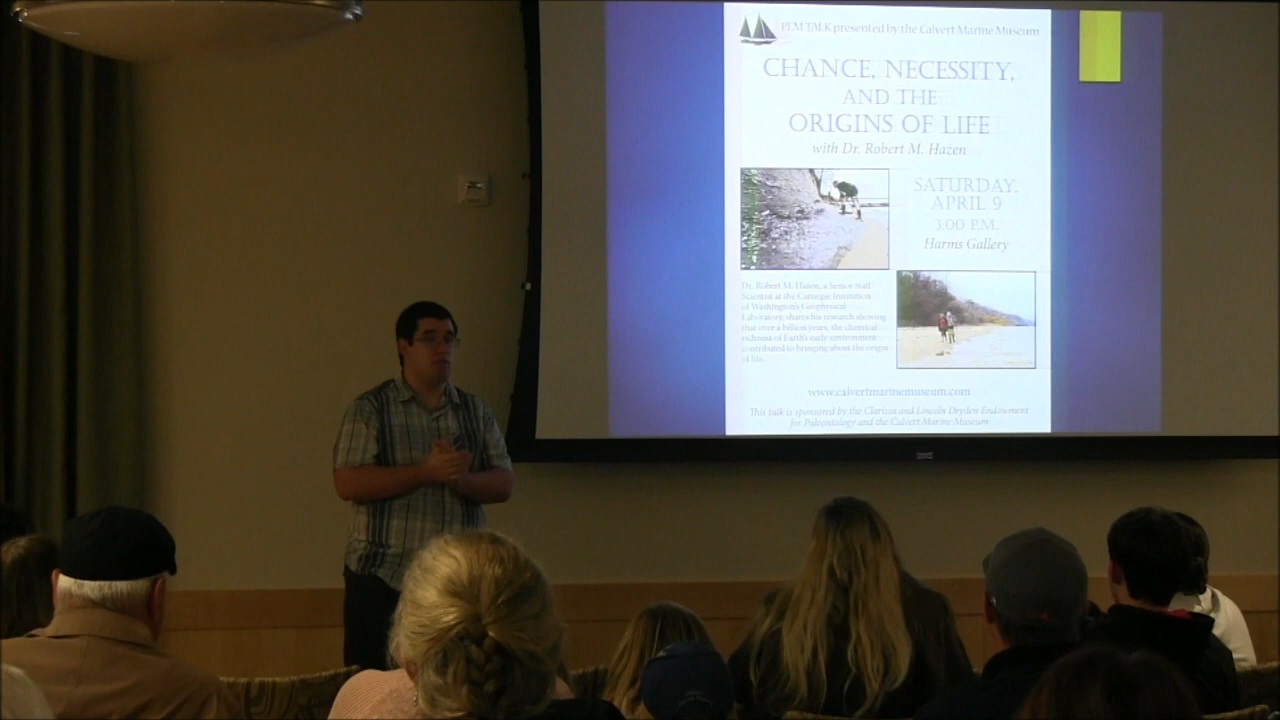 PEM TALK presented by the Calvert Marine Museum
CHANCE, NECESSITY,
AND THE
ORIGINS OF LIFE
with Dr. Robert M. Hazen
SATURDAY,
APRIL 9
3:00 P.M.
Harms Gallery
Dr. Robert M. Hazen, a Senior Staff
Scientist at the Carnegie Institution
of Washington's Geophysical
Laboratory, shares his research showing
that over a billion years, the chemical
richness of Earth's early environment
contributed to bringing about the origin
of life.
www.calvertmarinemuseum.com
This talk is sponsored by the Clarissa and Lincoln Dryden Endowment
for Paleontology and the Calvert Marine Museum